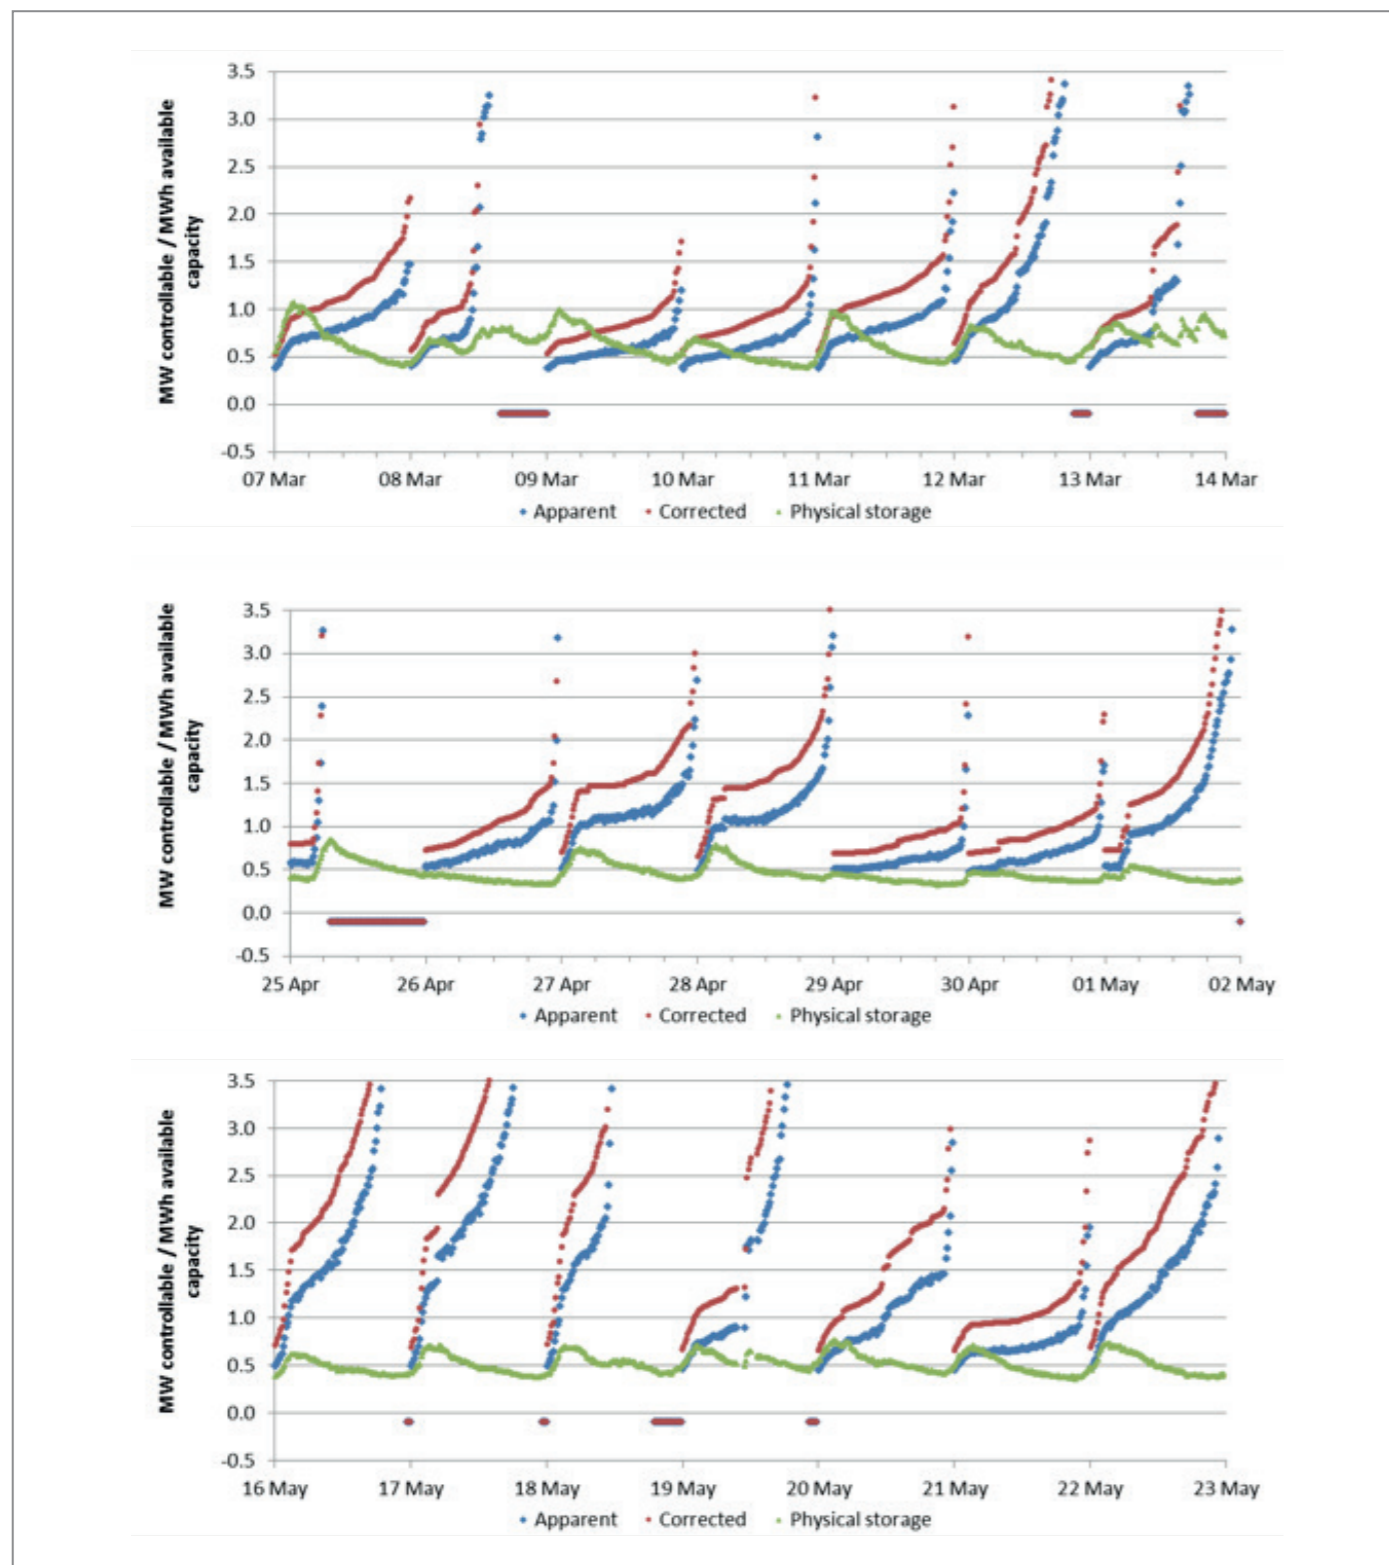 MW controllable / MWh available
capacity
3.5
3.0
2.5
2.0
1.5
1.0
0.5
0.0
-0.5
07 Mar 08 Mar 09 Mar 10 Mar 11 Mar 12 Mar 13 Mar 14 Mar
Apparent Corrected Physical storage
MW controllable / MWh available
capacity
3.5
3.0
2.5
2.0
1.5
1.0
0.5
0.0
-0.5
25 Apr 26 Apr 27 Apr 28 Apr 29 Apr 30 Apr 01 May 02 May
Apparent Corrected Physical storage
MW controllable / MWh available
capacity
3.5
3.0
2.5
2.0
1.5
1.0
0.5
0.0
-0.5
16 May 17 May 18 May 19 May 20 May 21 May 22 May 23 May
Apparent Corrected Physical storage